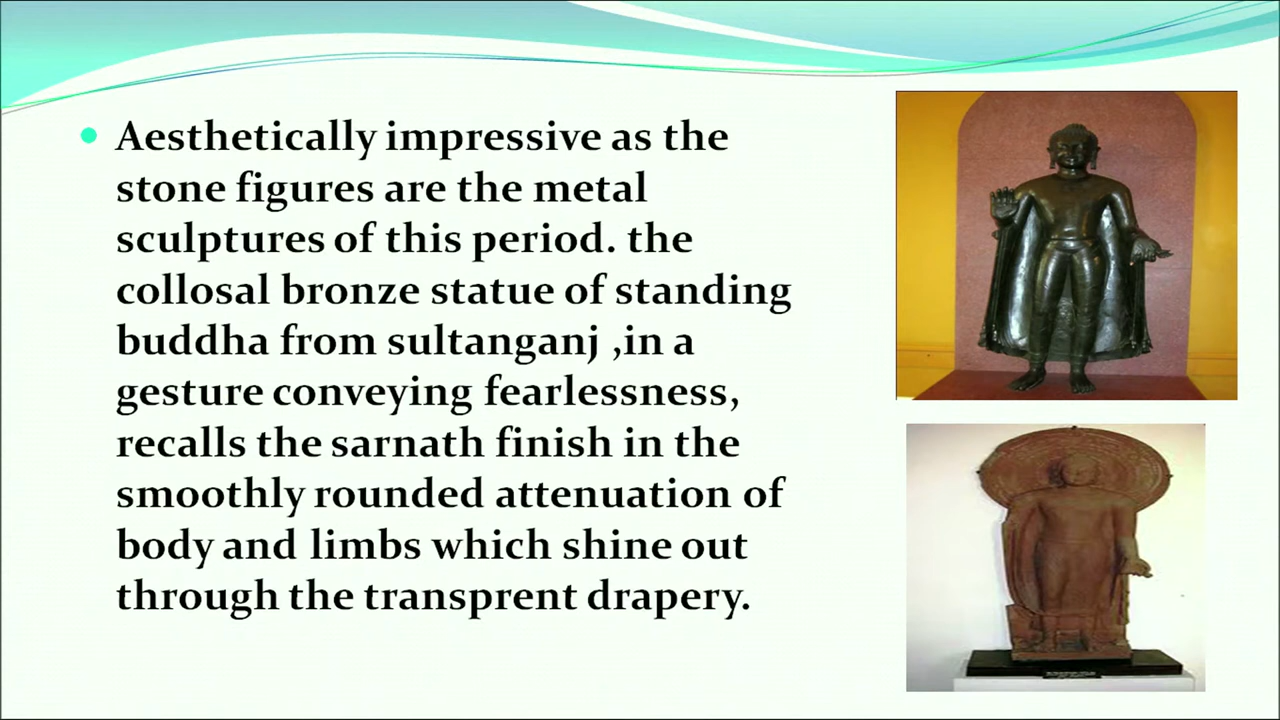 Aesthetically impressive as the
stone figures are the metal
sculptures of this period. the
collosal bronze statue of standing
buddha from sultanganj ,in a
gesture conveying fearlessness,
recalls the sarnath finish in the
smoothly rounded attenuation of
body and limbs which shine out
through the transprent drapery.